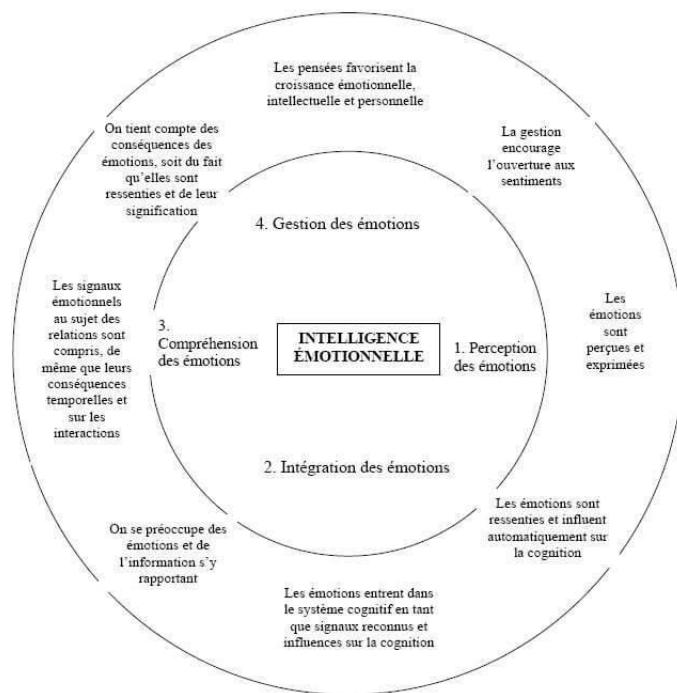 Les pensées favorisent la
croissance émotionnelle,
intellectuelle et personnelle
On tient compte des
conséquences des
émotions, soit du fait
qu’elles sont
ressenties et de leur
signification
La gestion
encourage
l’ouverture aux
sentiments
4. Gestion des émotions
Les signaux
émotionnels
au sujet des
relations sont
compris, de
même que leurs
conséquences
temporelles et
sur les
interactions
3.
Compréhension
des émotions
INTELLIGENCE
ÉMOTIONNELLE
1. Perception
des émotions
Les
émotions
sont
perçues et
exprimées
2. Intégration des émotions
Les émotions sont
ressenties et influent
automatiquement sur
la cognition
On se préoccupe des
émotions et de
l’information s’y
rapportant
Les émotions entrent dans
le système cognitif en tant
que signaux reconnus et
influences sur la cognition